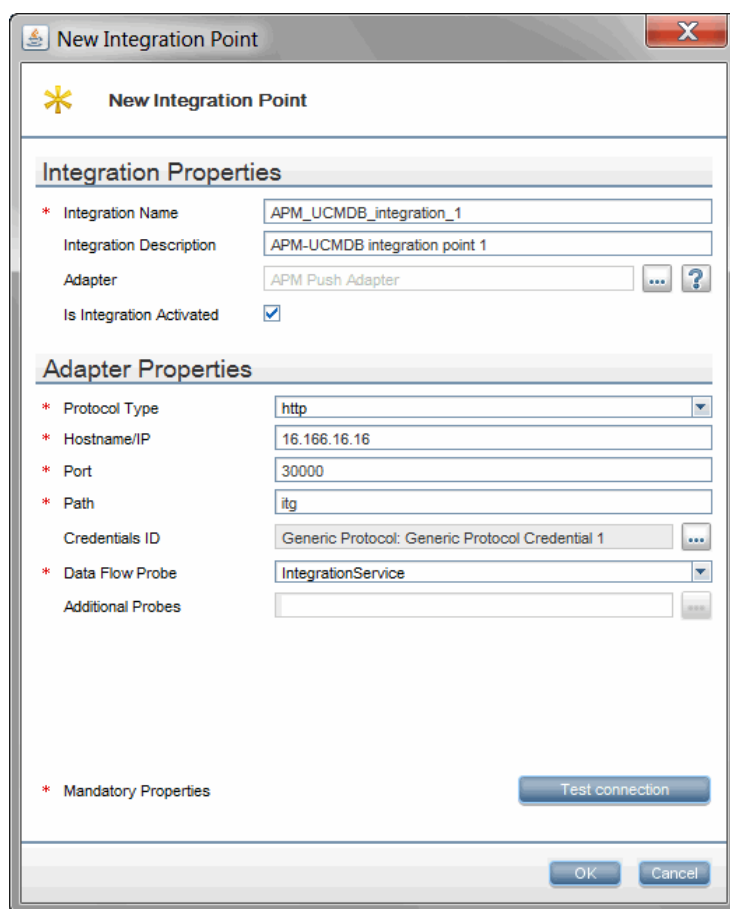 New Integration Point
X
New Integration Point
Integration Properties
* Integration Name APM_UCMDB_integration_1
Integration Description APM-UCMDB integration point 1
Adapter APM Push Adapter ... ?
Is Integration Activated
Adapter Properties
* Protocol Type http
* Hostname/IP 16.166.16.16
* Port 30000
* Path itg
Credentials ID Generic Protocol: Generic Protocol Credential 1 ...
* Data Flow Probe IntegrationService
Additional Probes ...
* Mandatory Properties Test connection
OK Cancel